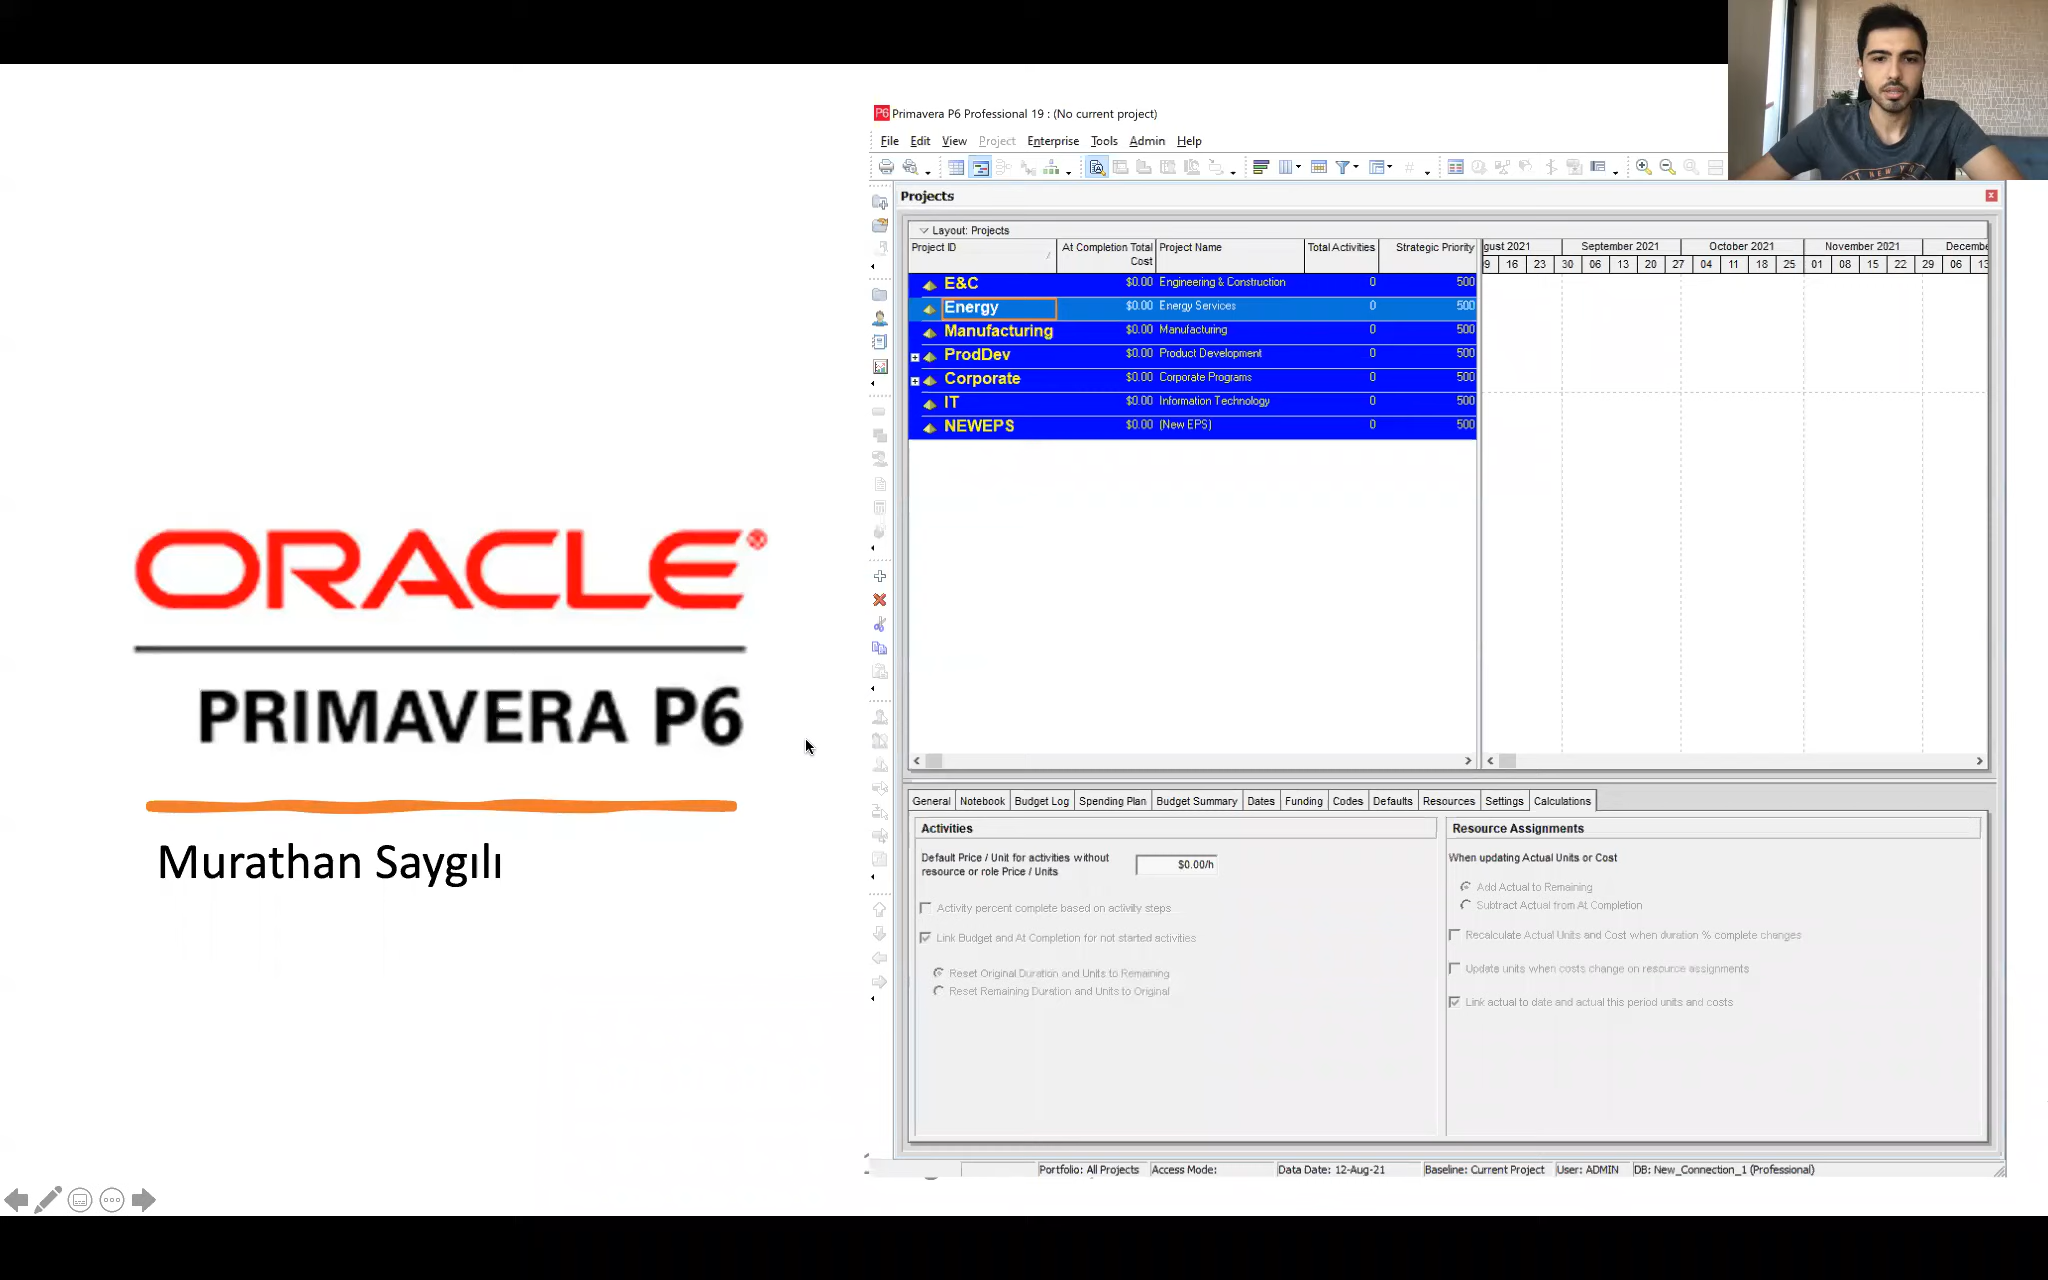 ORACLE®
PRIMAVERA P6
Murathan Saygılı
P6 Primavera P6 Professional 19 : (No current project)
File Edit View Project Enterprise Tools Admin Help
Projects
Layout: Projects
Project ID At Completion Total Cost Project Name Total Activities Strategic Priority
gust 2021 September 2021 October 2021 November 2021 Decembe
9 16 23 30 06 13 20 27 04 11 18 25 01 08 15 22 29 06 13
E&C $0.00 Engineering & Construction 0 500
Energy $0.00 Energy Services 0 500
Manufacturing $0.00 Manufacturing 0 500
ProdDev $0.00 Product Development 0 500
Corporate $0.00 Corporate Programs 0 500
IT $0.00 Information Technology 0 500
NEWEPS $0.00 (New EPS) 0 500
General Notebook Budget Log Spending Plan Budget Summary Dates Funding Codes Defaults Resources Settings Calculations
Activities
Default Price / Unit for activities without
resource or role Price / Units
$0.00/h
Activity percent complete based on activity steps
Link Budget and At Completion for not started activities
Reset Original Duration and Units to Remaining
Reset Remaining Duration and Units to Original
Resource Assignments
When updating Actual Units or Cost
Add Actual to Remaining
Subtract Actual from At Completion
Recalculate Actual Units and Cost when duration % complete changes
Update units when costs change on resource assignments
Link actual to date and actual this period units and costs
Portfolio: All Projects Access Mode: Data Date: 12-Aug-21 Baseline: Current Project User: ADMIN DB: New_Connection_1 (Professional)